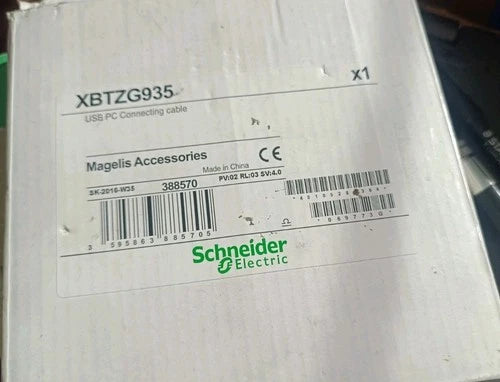 XBTZG935
x1
USB PC Connecting cable
Magelis Accessories
Made in China
CE
SK-2016-W35
388570
PV:02 RL:03 SV:4.0
3 595863 885705
Schneider
Electric